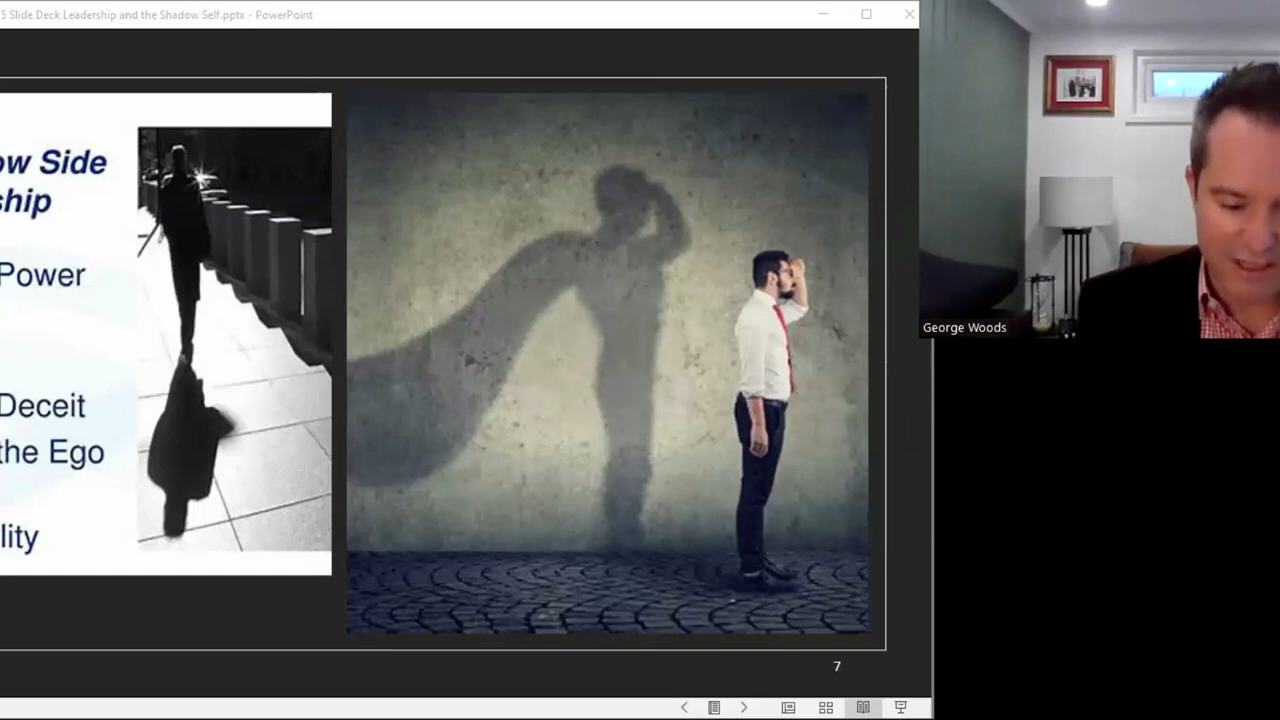 5 Slide Deck Leadership and the Shadow Self.pptx - PowerPoint
ow Side
ship
Power
Deceit
the Ego
lity
George Woods
7